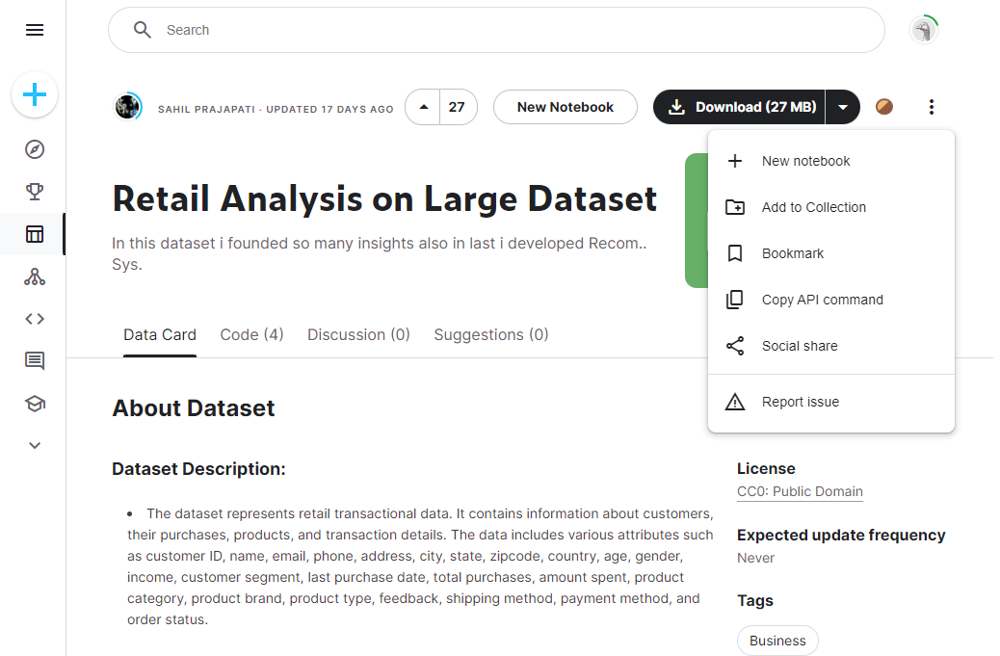 Search
SAHIL PRAJAPATI · UPDATED 17 DAYS AGO
27
New Notebook
Download (27 MB)
New notebook
Add to Collection
Bookmark
Copy API command
Social share
Report issue
Retail Analysis on Large Dataset
In this dataset i founded so many insights also in last i developed Recom..
Sys.
Data Card Code (4) Discussion (0) Suggestions (0)
About Dataset
Dataset Description:
• The dataset represents retail transactional data. It contains information about customers,
their purchases, products, and transaction details. The data includes various attributes such
as customer ID, name, email, phone, address, city, state, zipcode, country, age, gender,
income, customer segment, last purchase date, total purchases, amount spent, product
category, product brand, product type, feedback, shipping method, payment method, and
order status.
License
CC0: Public Domain
Expected update frequency
Never
Tags
Business